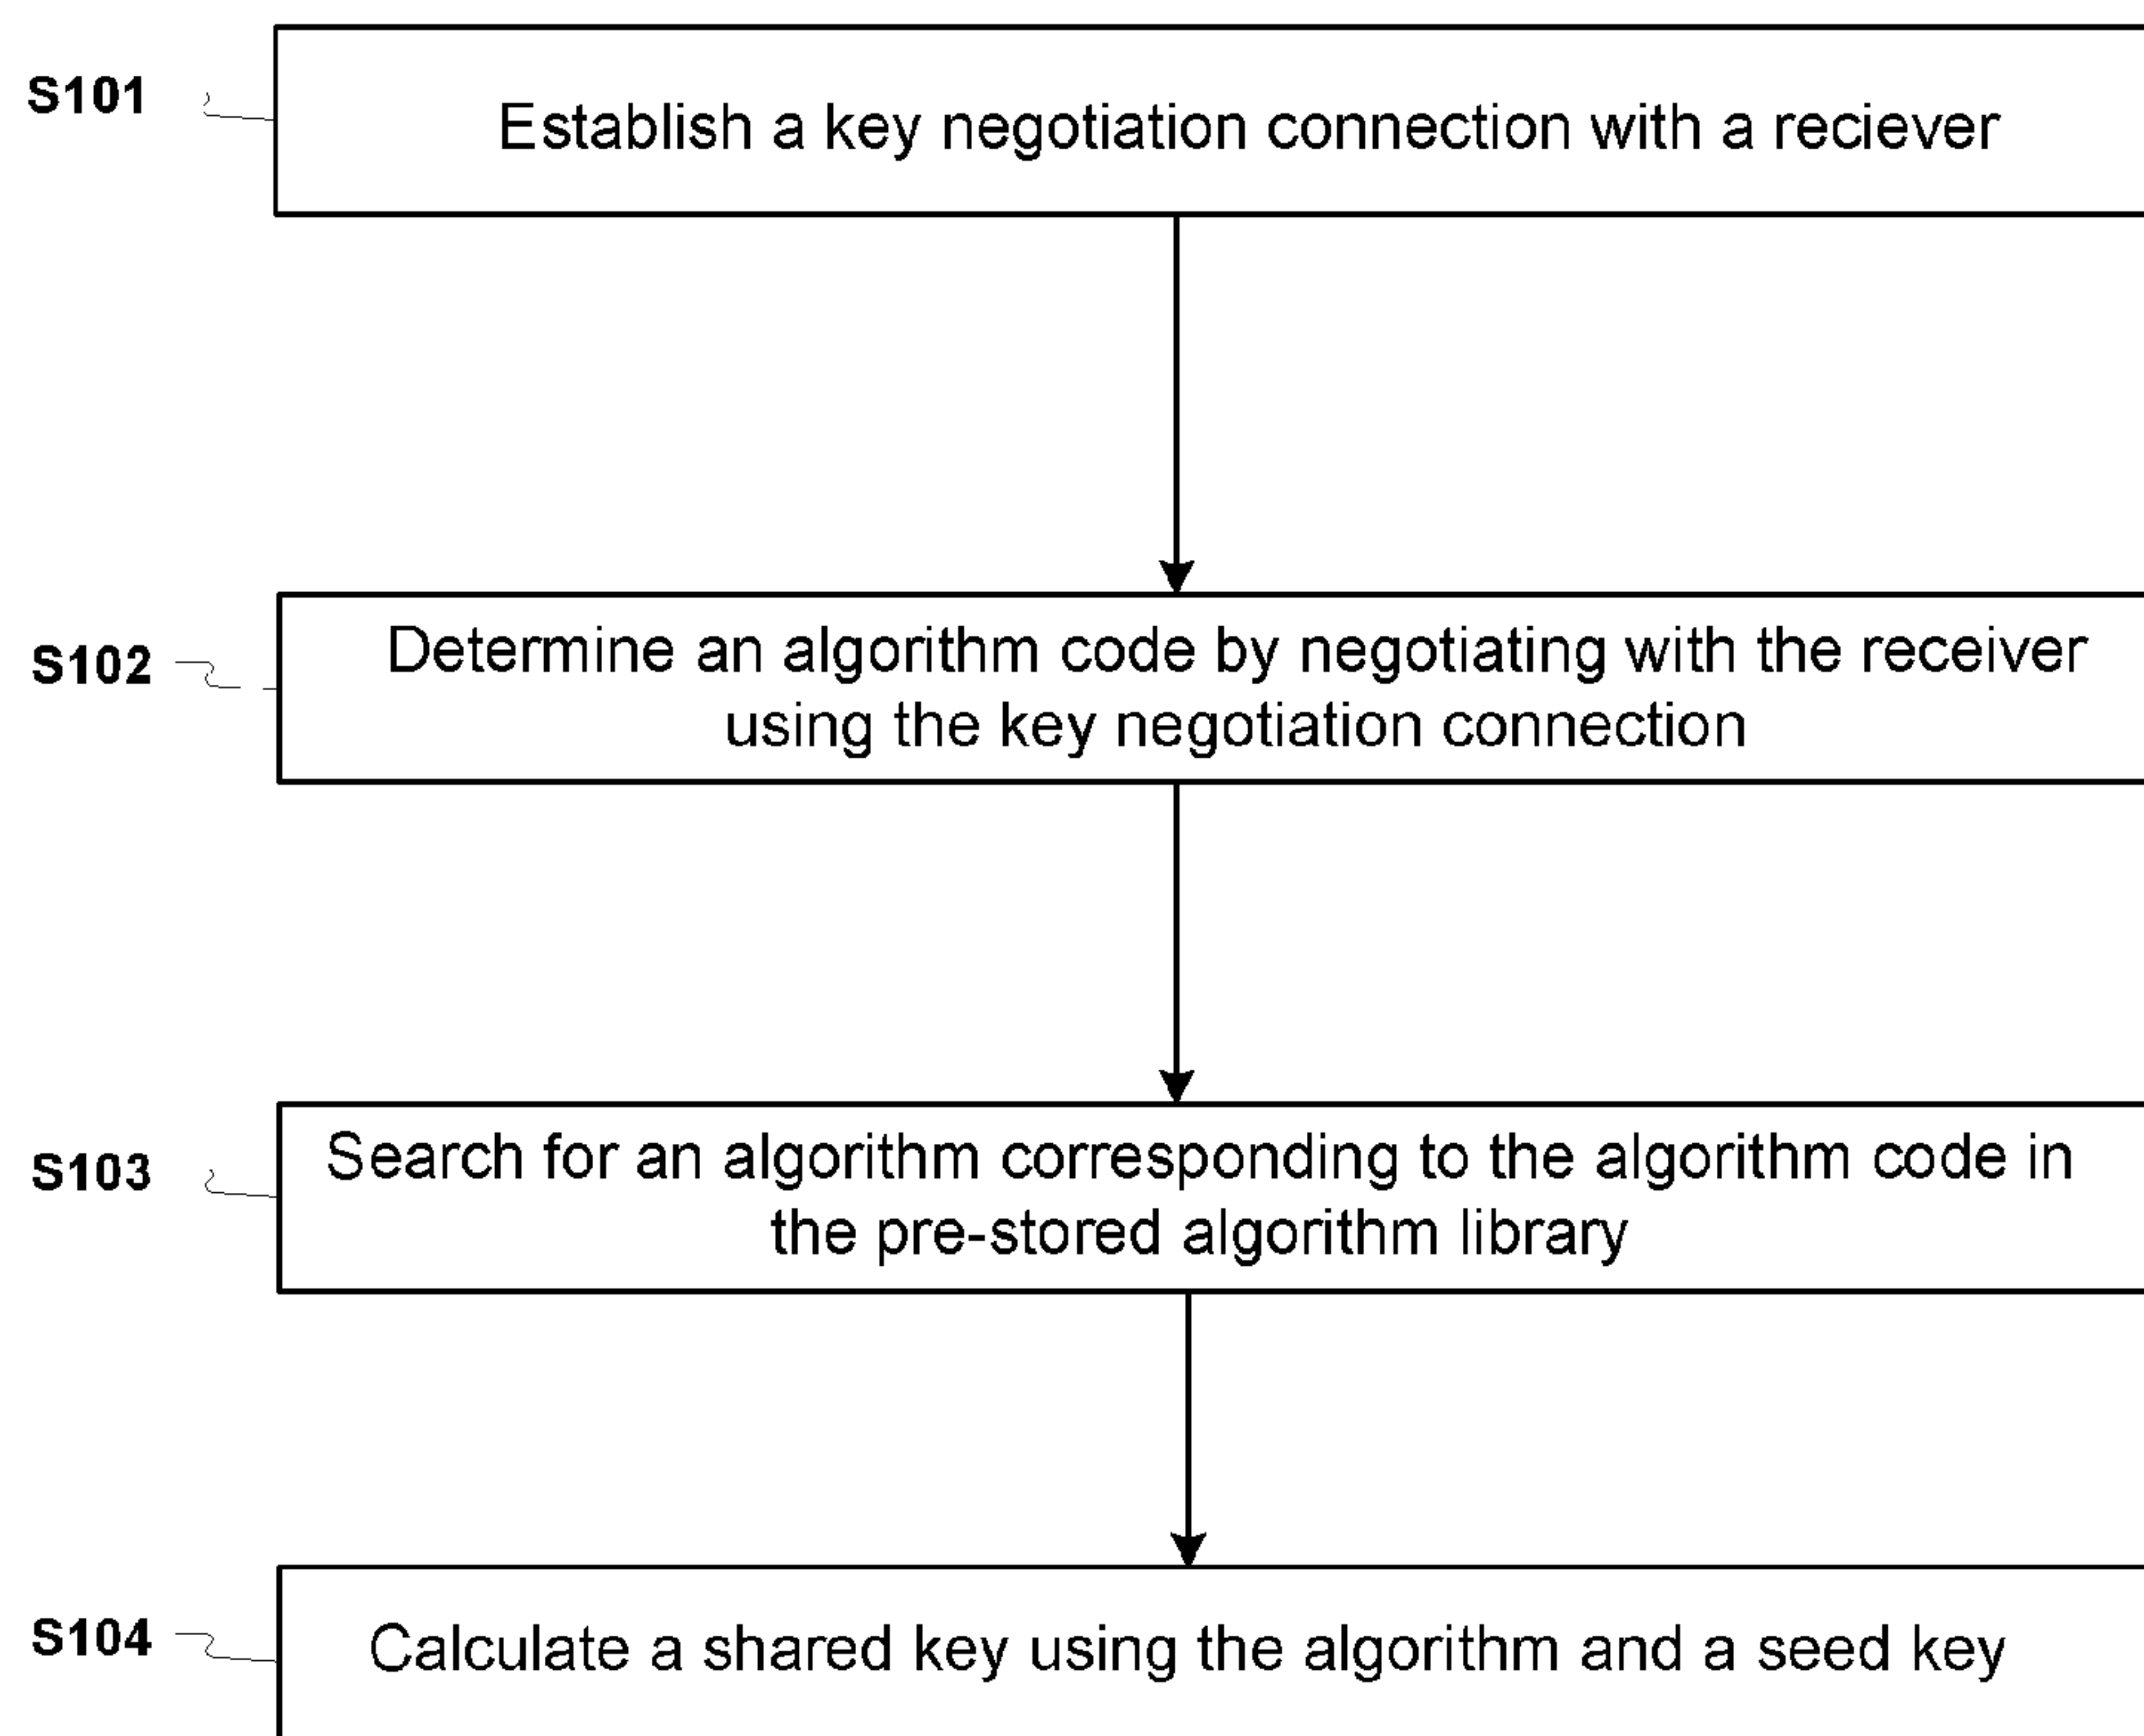 S101
Establish a key negotiation connection with a reciever
S102
Determine an algorithm code by negotiating with the receiver
using the key negotiation connection
S103
Search for an algorithm corresponding to the algorithm code in
the pre-stored algorithm library
S104
Calculate a shared key using the algorithm and a seed key